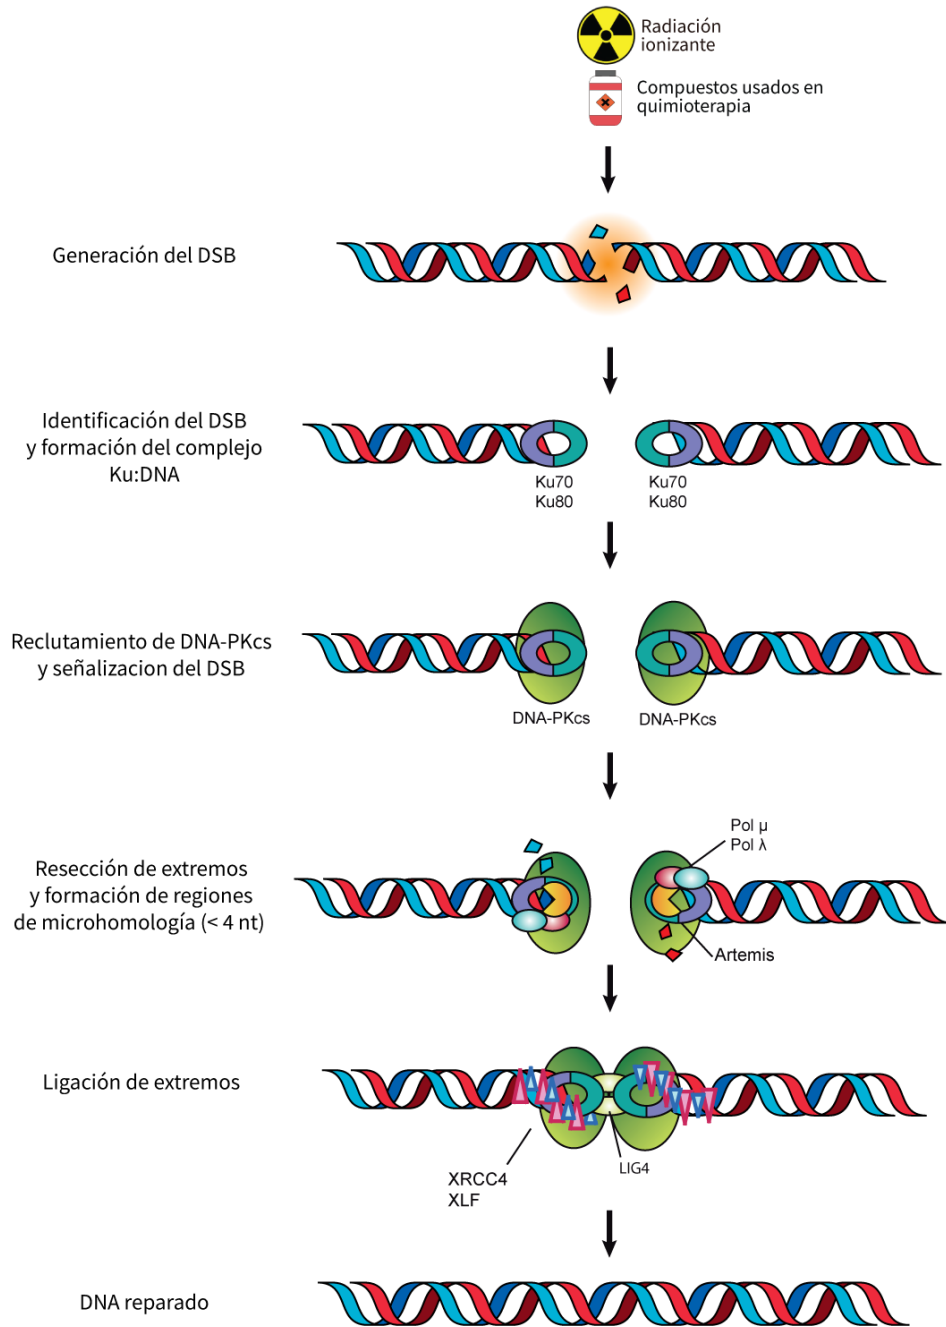 Radiación
ionizante
Compuestos usados en
quimioterapia
Generación del DSB
Identificación del DSB
y formación del complejo
Ku:DNA
Ku70
Ku80
Ku70
Ku80
Reclutamiento de DNA-PKcs
y señalizacion del DSB
DNA-PKcs
DNA-PKcs
Pol μ
Pol λ
Resección de extremos
y formación de regiones
de microhomología (< 4 nt)
Artemis
Ligación de extremos
LIG4
XRCC4
XLF
DNA reparado